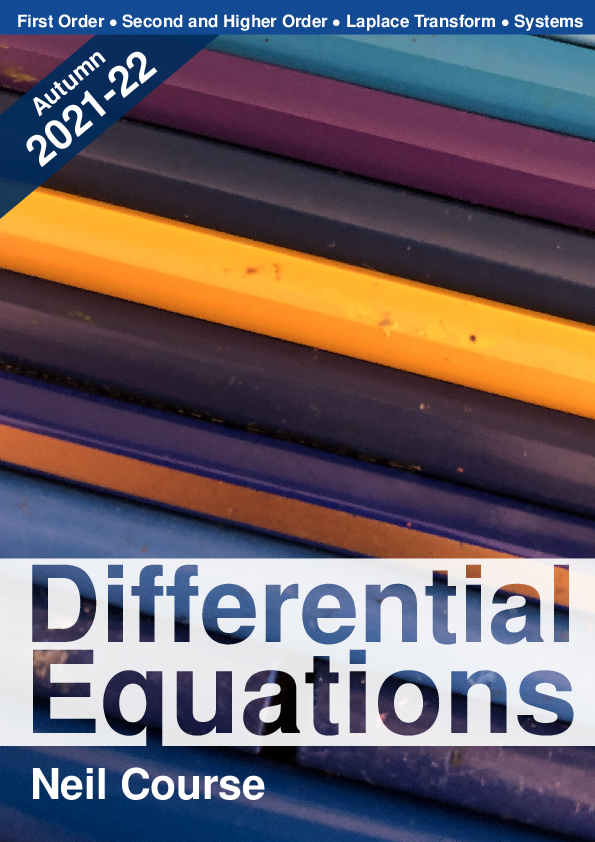 First Order • Second and Higher Order • Laplace Transform • Systems
Autumn
2021-22
Differential
Equations
Neil Course